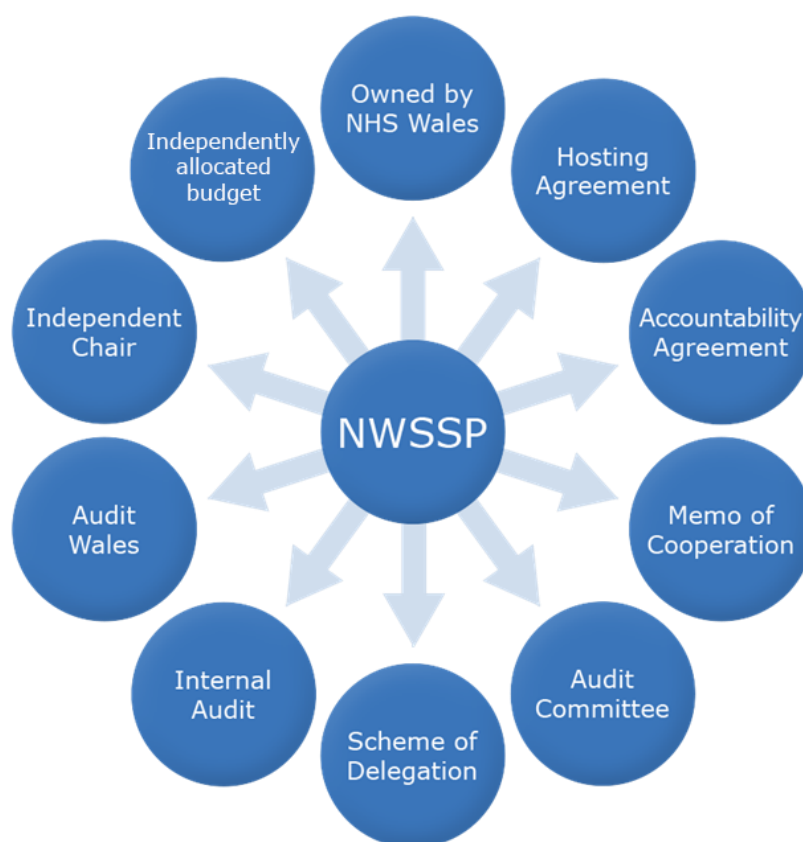 Owned by
NHS Wales
Hosting
Agreement
Accountability
Agreement
Memo of
Cooperation
Audit
Committee
Scheme of
Delegation
Internal
Audit
Audit
Wales
Independent
Chair
Independently
allocated
budget
NWSSP